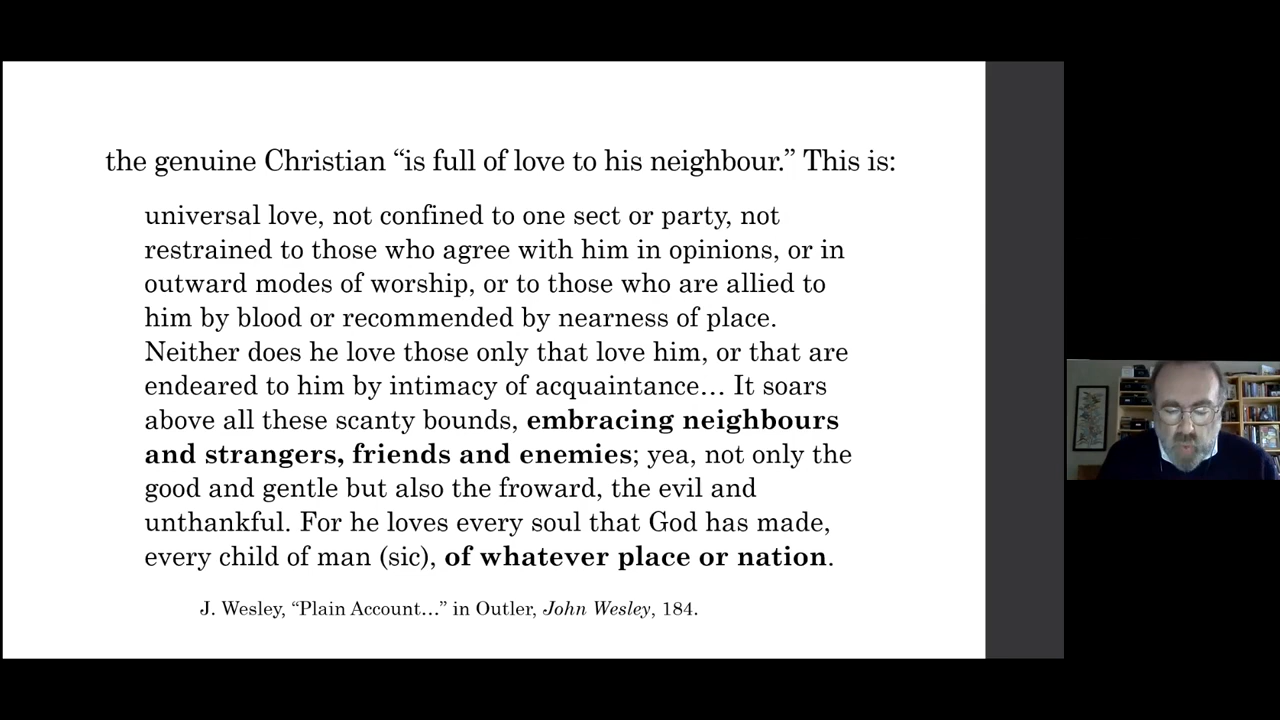 the genuine Christian “is full of love to his neighbour.” This is:
universal love, not confined to one sect or party, not
restrained to those who agree with him in opinions, or in
outward modes of worship, or to those who are allied to
him by blood or recommended by nearness of place.
Neither does he love those only that love him, or that are
endeared to him by intimacy of acquaintance… It soars
above all these scanty bounds, embracing neighbours
and strangers, friends and enemies; yea, not only the
good and gentle but also the froward, the evil and
unthankful. For he loves every soul that God has made,
every child of man (sic), of whatever place or nation.
J. Wesley, “Plain Account…” in Outler, John Wesley, 184.